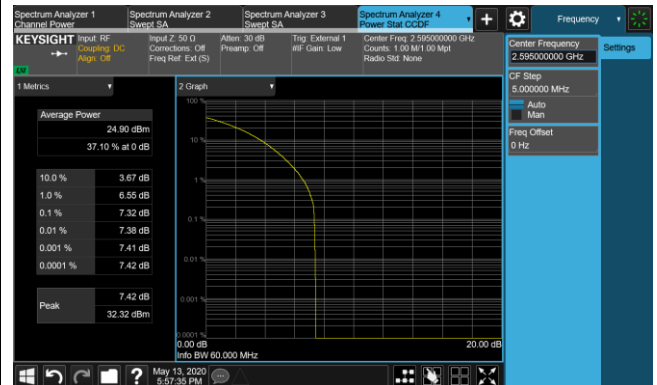 Spectrum Analyzer 1
Channel Power
Spectrum Analyzer 2
Swept SA
Spectrum Analyzer 3
Swept SA
Spectrum Analyzer 4
Power Stat CCDF
Frequency
KEYSIGHT
Input: RF
Coupling: DC
Align: Off
Input Z: 50 Ω
Corrections: Off
Freq Ref: Ext (S)
Atten: 30 dB
Preamp: Off
Trig: External 1
#IF Gain: Low
Center Freq: 2.595000000 GHz
Counts: 1.00 M/1.00 Mpt
Radio Std: None
LXI
Center Frequency
2.595000000 GHz
Settings
CF Step
5.000000 MHz
Auto
Man
Freq Offset
0 Hz
1 Metrics
Average Power
24.90 dBm
37.10 % at 0 dB
10.0 % 3.67 dB
1.0 % 6.55 dB
0.1 % 7.32 dB
0.01 % 7.38 dB
0.001 % 7.41 dB
0.0001 % 7.42 dB
Peak
7.42 dB
32.32 dBm
2 Graph
100 %
10 %
1 %
0.1 %
0.01 %
0.001 %
0.0001 %
0.00 dB
20.00 dB
Info BW 60.000 MHz
?
May 13, 2020
5:57:35 PM